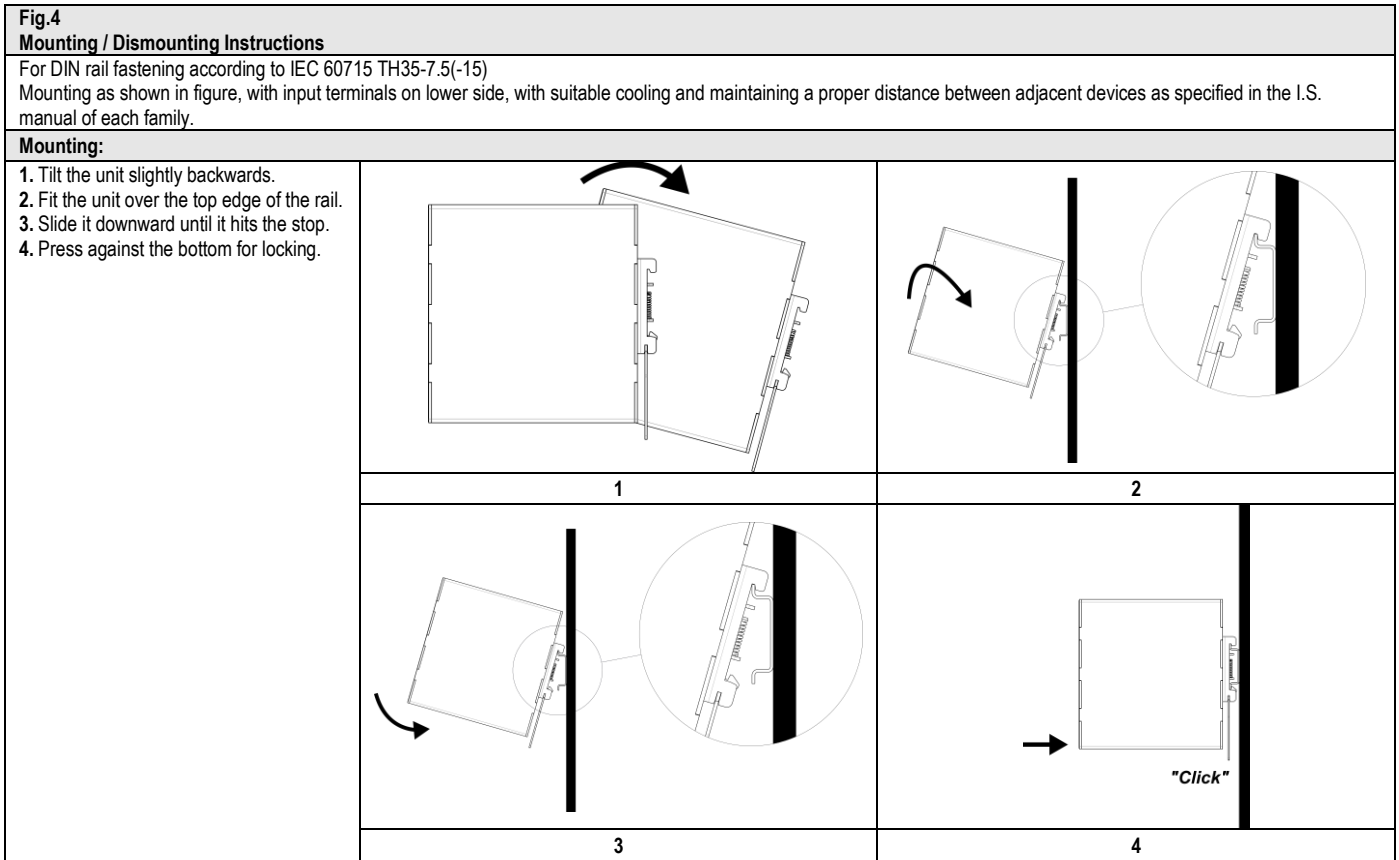 Fig.4
Mounting / Dismounting Instructions
For DIN rail fastening according to IEC 60715 TH35-7.5(-15)
Mounting as shown in figure, with input terminals on lower side, with suitable cooling and maintaining a proper distance between adjacent devices as specified in the I.S.
manual of each family.
Mounting:
1. Tilt the unit slightly backwards.
2. Fit the unit over the top edge of the rail.
3. Slide it downward until it hits the stop.
4. Press against the bottom for locking.
1
2
"Click"
3
4